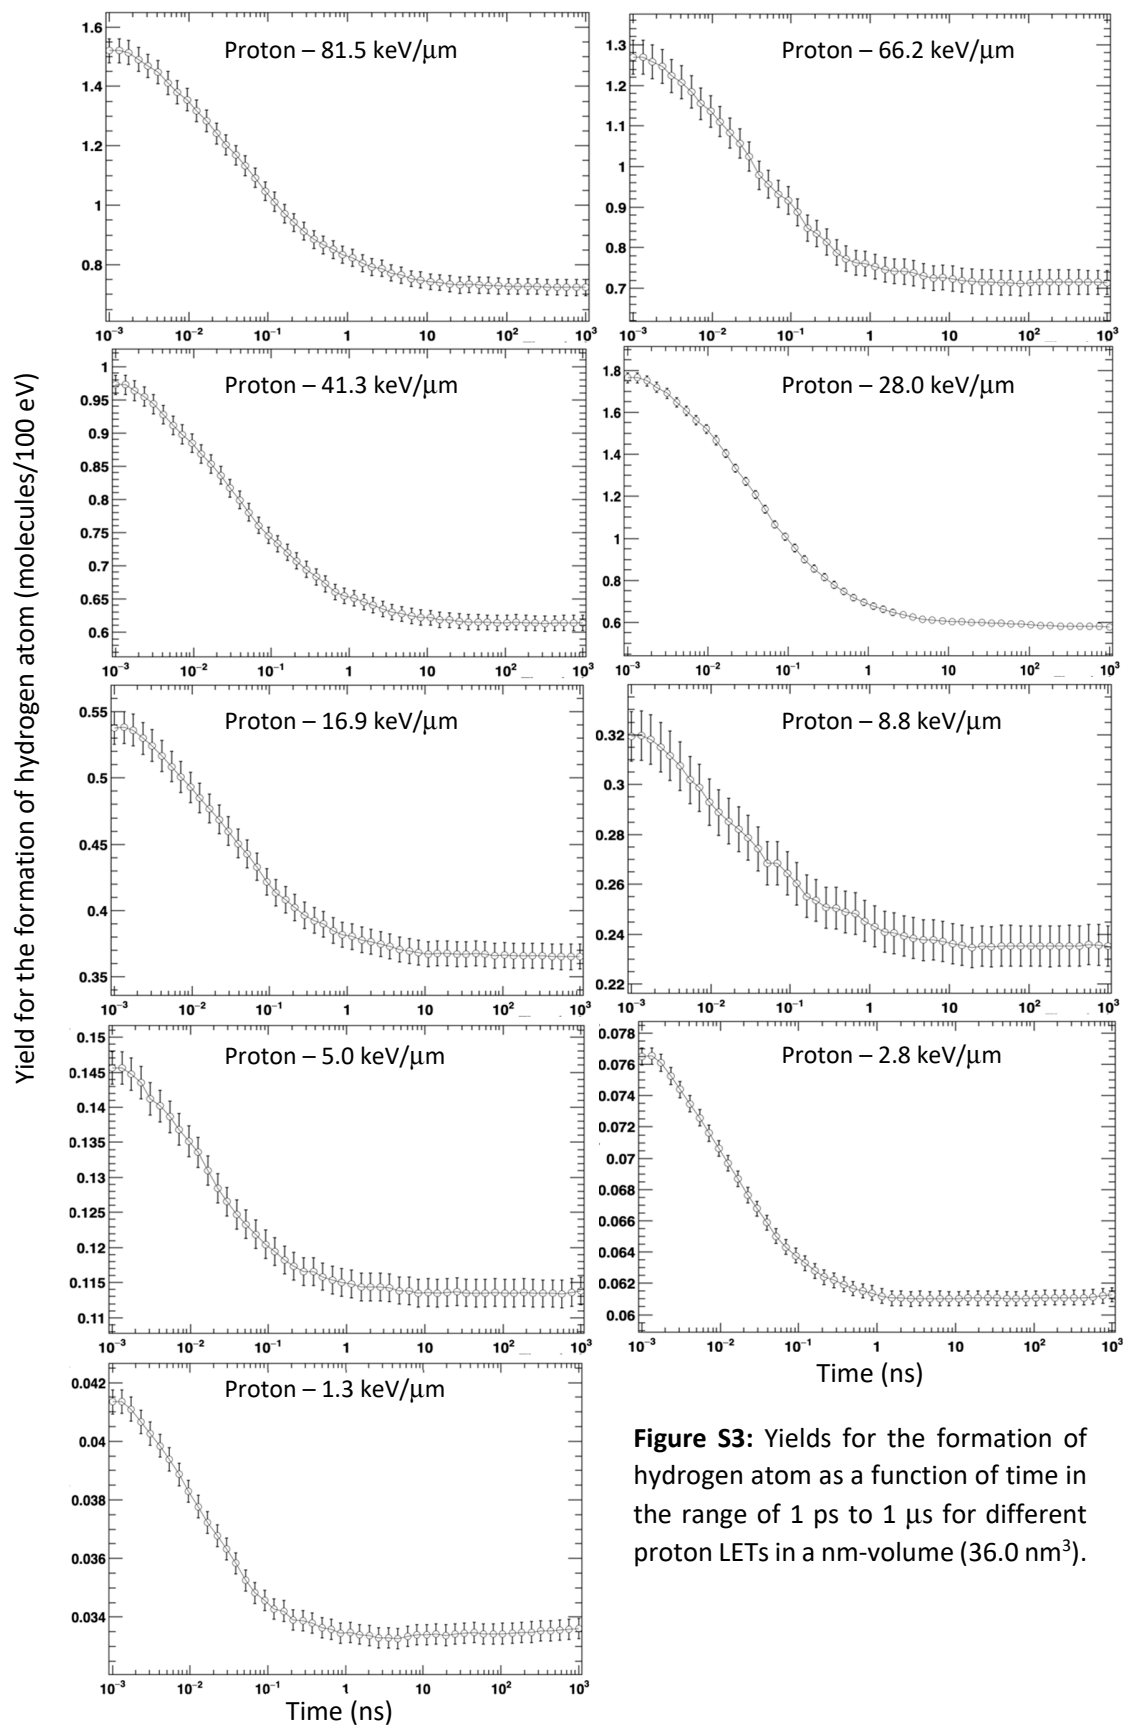 Yield for the formation of hydrogen atom (molecules/100 eV)
Proton – 81.5 keV/μm
1.6
1.4
1.2
1
0.8
10⁻³ 10⁻² 10⁻¹ 1 10 10² 10³
Proton – 66.2 keV/μm
1.3
1.2
1.1
1
0.9
0.8
0.7
10⁻³ 10⁻² 10⁻¹ 1 10 10² 10³
Proton – 41.3 keV/μm
1
0.95
0.9
0.85
0.8
0.75
0.7
0.65
0.6
10⁻³ 10⁻² 10⁻¹ 1 10 10² 10³
Proton – 28.0 keV/μm
1.8
1.6
1.4
1.2
1
0.8
0.6
10⁻³ 10⁻² 10⁻¹ 1 10 10² 10³
Proton – 16.9 keV/μm
0.55
0.5
0.45
0.4
0.35
10⁻³ 10⁻² 10⁻¹ 1 10 10² 10³
Proton – 8.8 keV/μm
0.32
0.3
0.28
0.26
0.24
0.22
10⁻³ 10⁻² 10⁻¹ 1 10 10² 10³
Proton – 5.0 keV/μm
0.15
0.145
0.14
0.135
0.13
0.125
0.12
0.115
0.11
10⁻³ 10⁻² 10⁻¹ 1 10 10² 10³
Proton – 2.8 keV/μm
0.078
0.076
0.074
0.072
0.07
0.068
0.066
0.064
0.062
0.06
10⁻³ 10⁻² 10⁻¹ 1 10 10² 10³
Time (ns)
Proton – 1.3 keV/μm
0.042
0.04
0.038
0.036
0.034
10⁻³ 10⁻² 10⁻¹ 1 10 10² 10³
Time (ns)
Figure S3: Yields for the formation of
hydrogen atom as a function of time in
the range of 1 ps to 1 μs for different
proton LETs in a nm-volume (36.0 nm³).